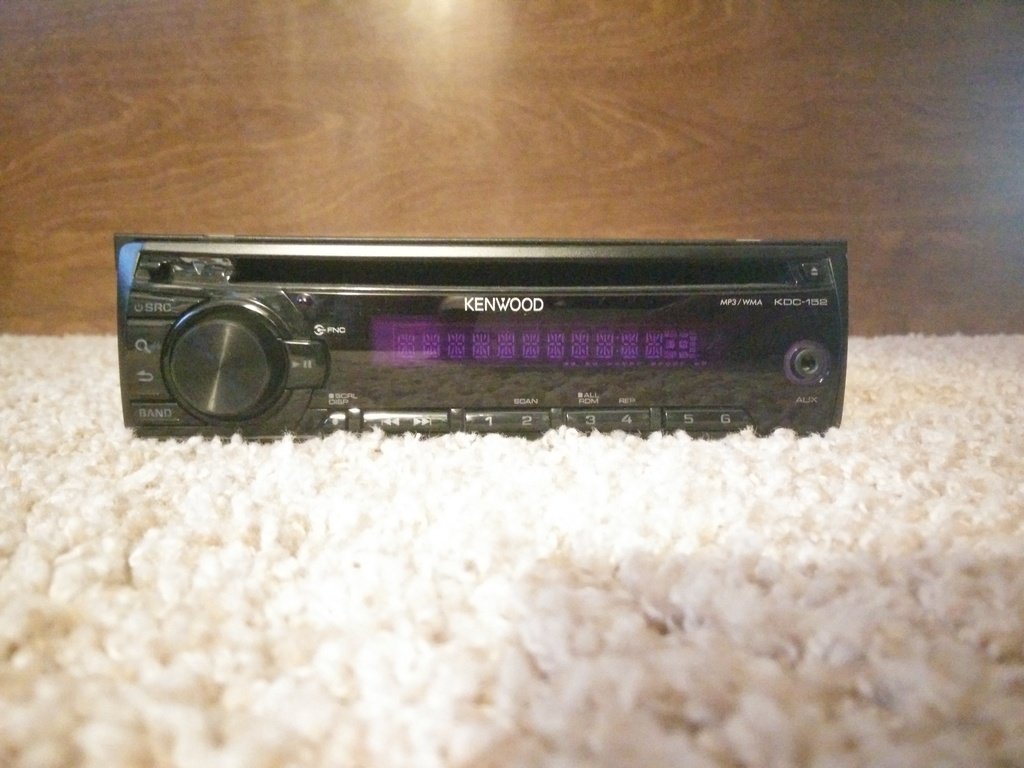 KENWOOD
MP3/WMA KDC-152
SRC
FNC
BAND
SCRL
DISP
SCAN
ALL
RDM
REP
AUX
1 2 3 4 5 6